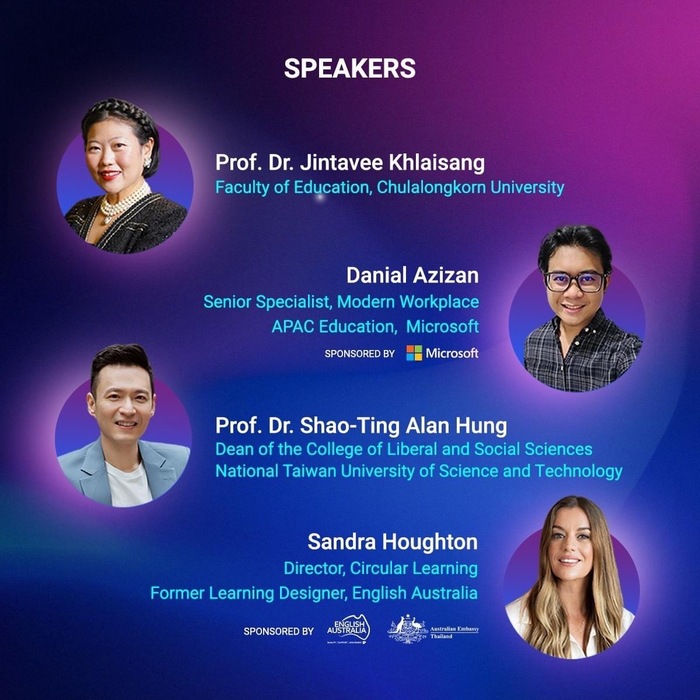 SPEAKERS
Prof. Dr. Jintavee Khlaisang
Faculty of Education, Chulalongkorn University
Danial Azizan
Senior Specialist, Modern Workplace
APAC Education, Microsoft
SPONSORED BY Microsoft
Prof. Dr. Shao-Ting Alan Hung
Dean of the College of Liberal and Social Sciences
National Taiwan University of Science and Technology
Sandra Houghton
Director, Circular Learning
Former Learning Designer, English Australia
SPONSORED BY
ENGLISH
AUSTRALIA
Australian Embassy
Thailand